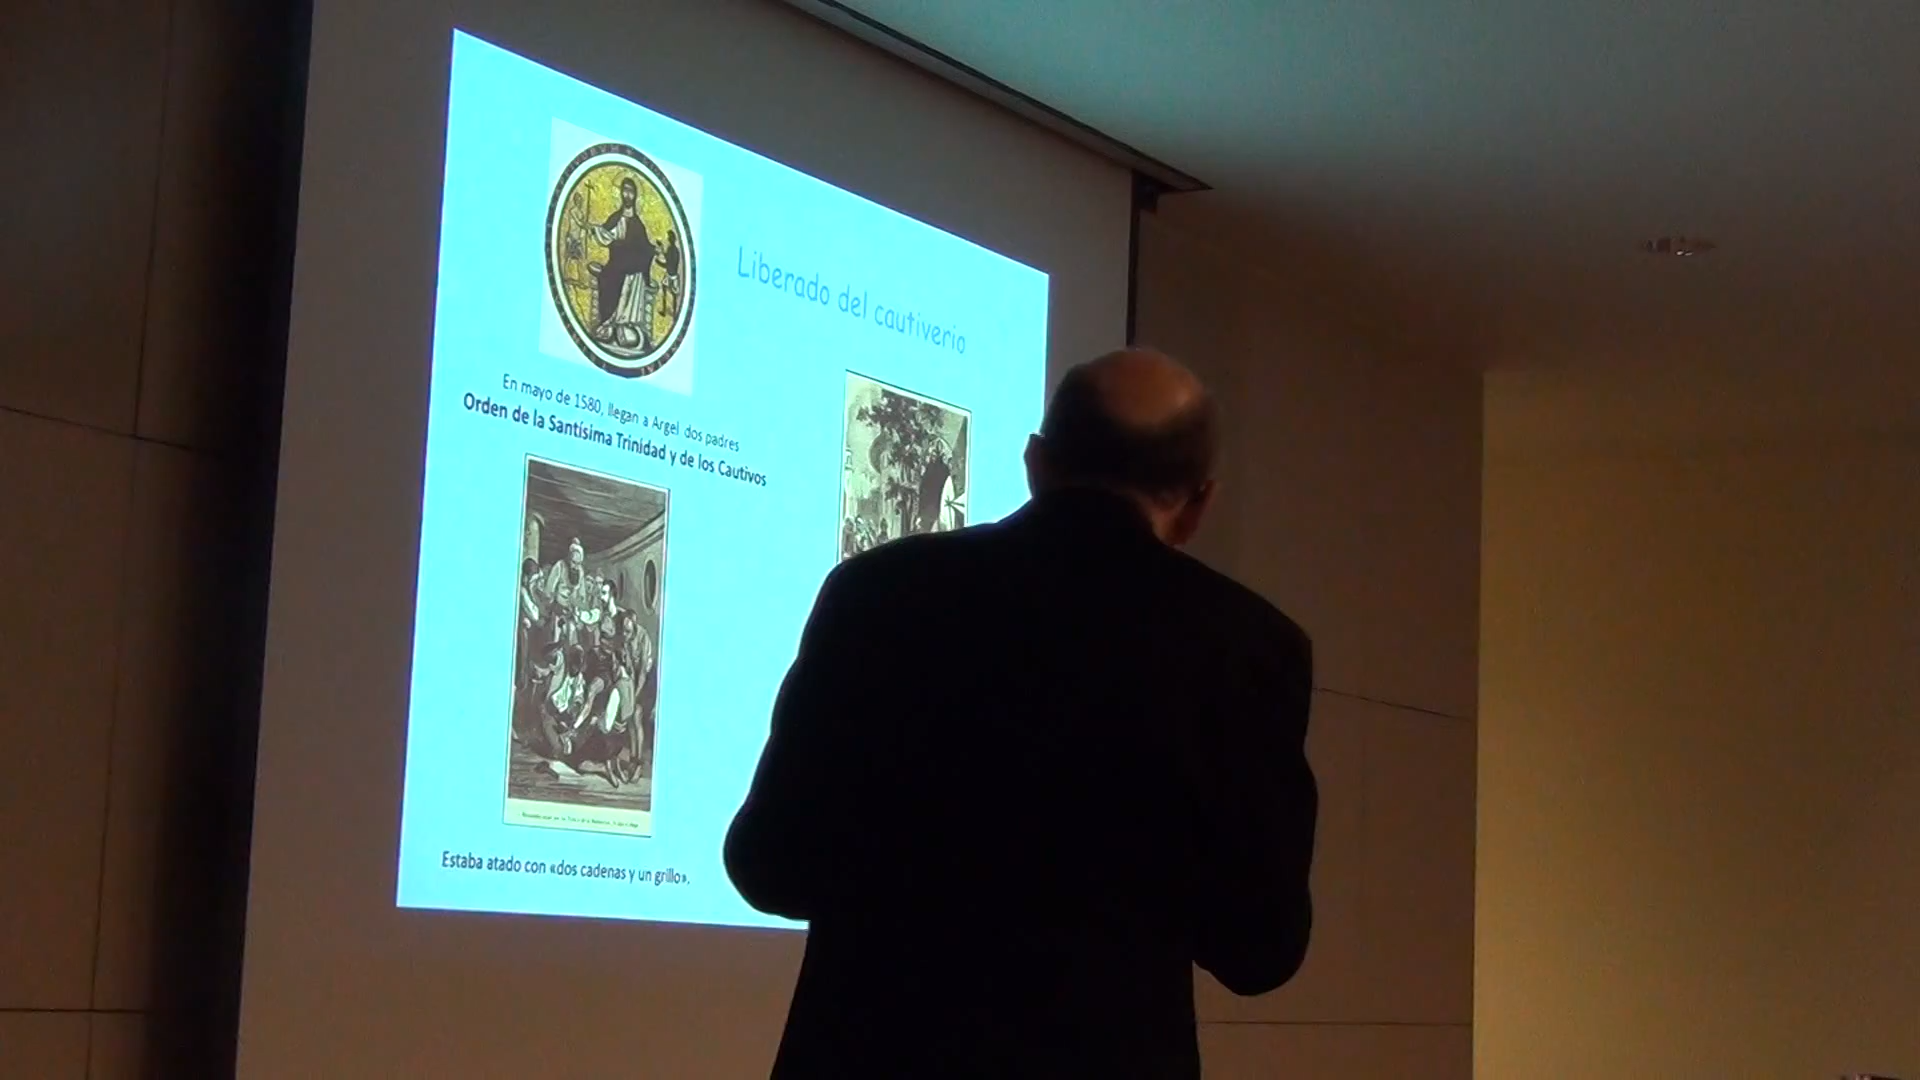 Liberado del cautiverio
En mayo de 1580, llegan a Argel dos padres
Orden de la Santísima Trinidad y de los Cautivos
Estaba atado con «dos cadenas y un grillo»,